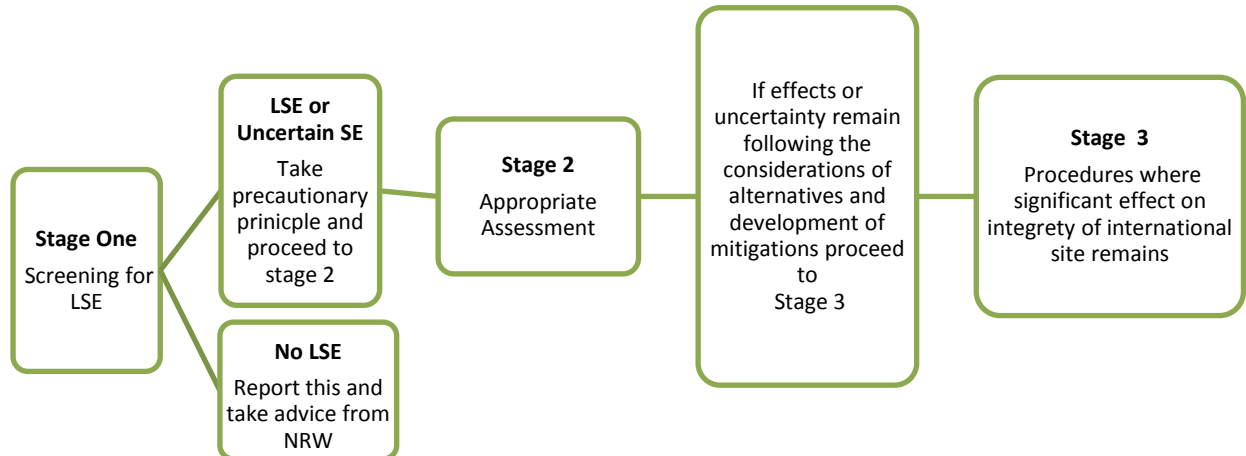 Stage One
Screening for
LSE
LSE or
Uncertain SE
Take
precautionary
prinicple and
proceed to
stage 2
No LSE
Report this and
take advice from
NRW
Stage 2
Appropriate
Assessment
If effects or
uncertainty remain
following the
considerations of
alternatives and
development of
mitigations proceed
to
Stage 3
Stage 3
Procedures where
significant effect on
integrety of international
site remains